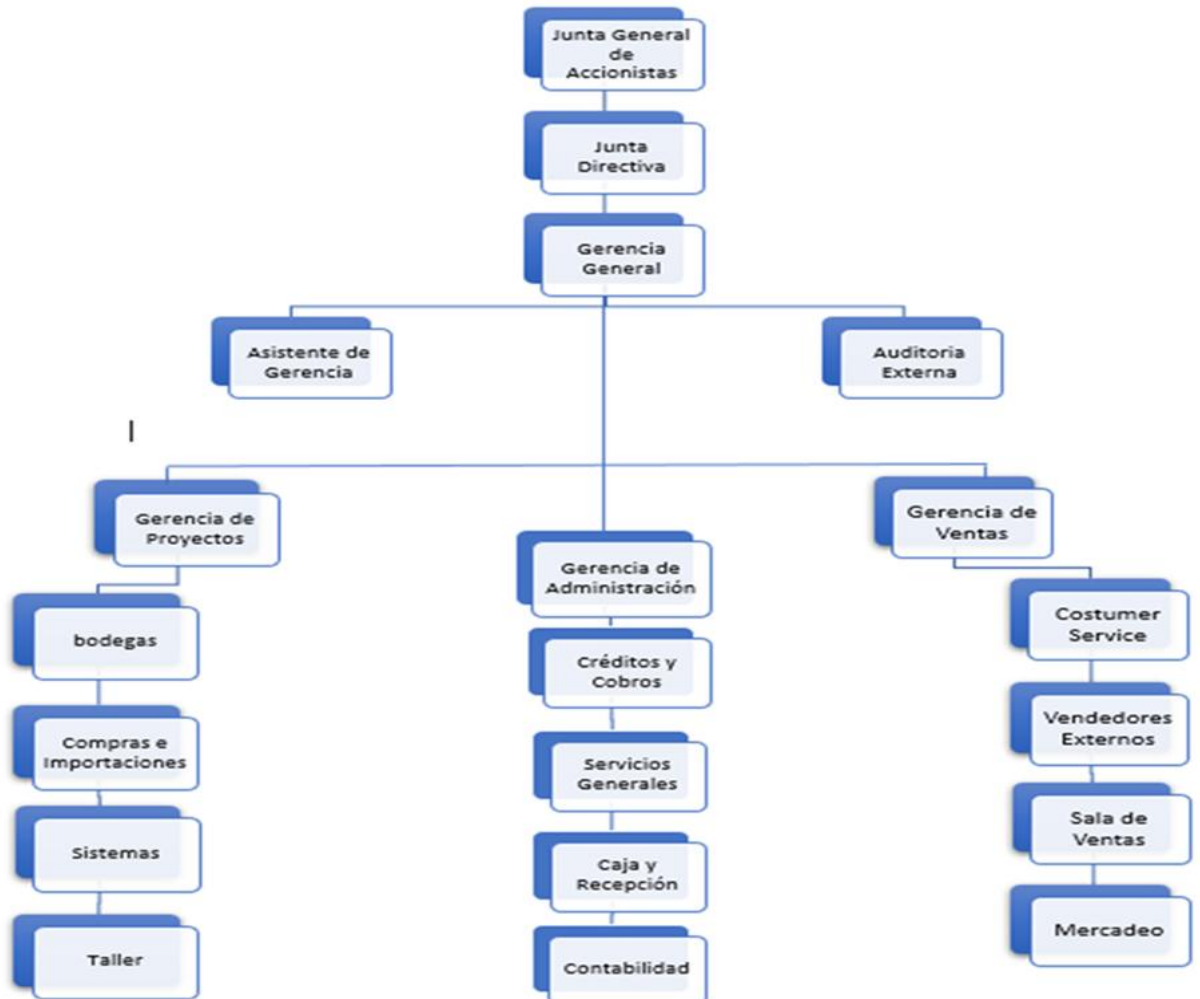 Junta General
de
Accionistas
Junta
Directiva
Gerencia
General
Asistente de
Gerencia
Auditoria
Externa
Gerencia de
Proyectos
bodegas
Compras e
Importaciones
Sistemas
Taller
Gerencia de
Administración
Créditos y
Cobros
Servicios
Generales
Caja y
Recepción
Contabilidad
Gerencia de
Ventas
Costumer
Service
Vendedores
Externos
Sala de
Ventas
Mercadeo